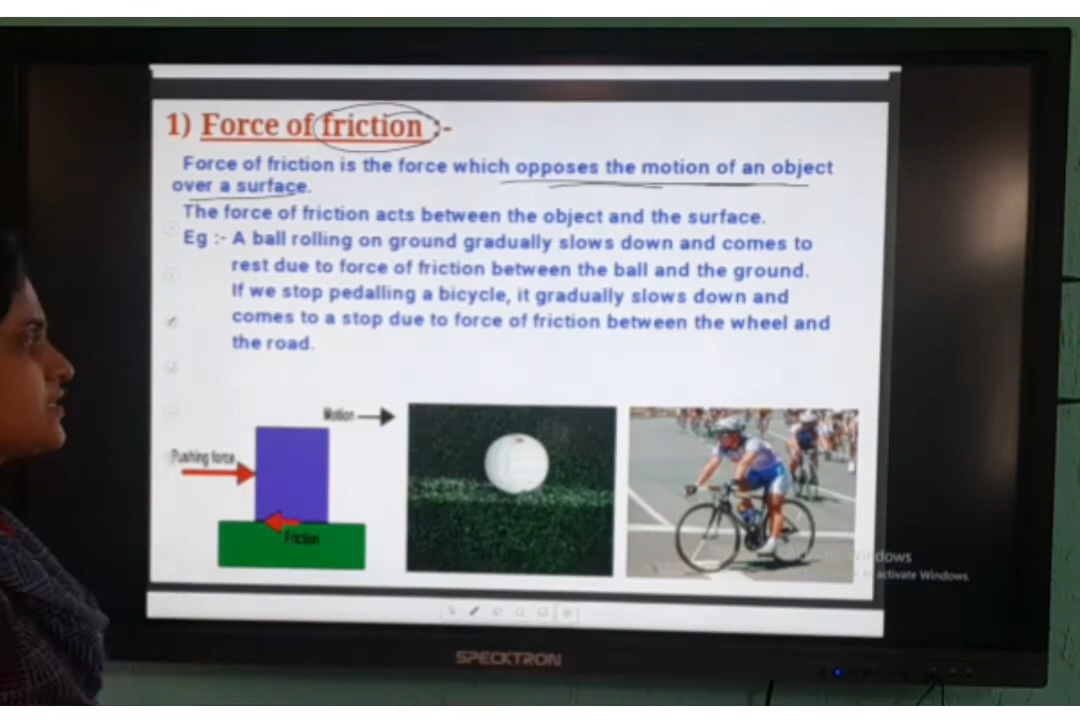 1) Force of friction :-
Force of friction is the force which opposes the motion of an object
over a surface.
The force of friction acts between the object and the surface.
Eg :- A ball rolling on ground gradually slows down and comes to
rest due to force of friction between the ball and the ground.
If we stop pedalling a bicycle, it gradually slows down and
comes to a stop due to force of friction between the wheel and
the road.
Motion
Pushing force
Friction
activate Windows.
SPECKTRON